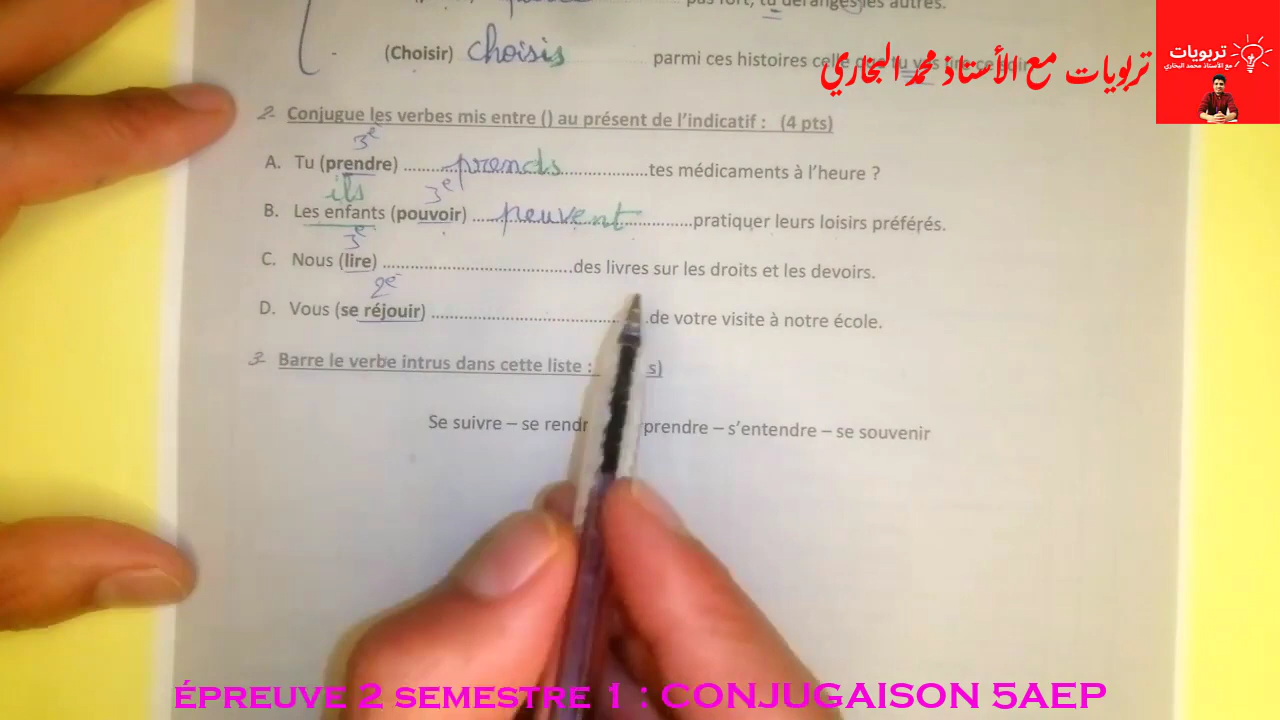 pas fort, tu déranges les autres.
(Choisir) choisis parmi ces histoires celle
تربويات مع الأستاذ محمد البخاري
تربويات
مع الأستاذ محمد البخاري
2- Conjugue les verbes mis entre () au présent de l'indicatif : (4 pts)
3e
A. Tu (prendre) ........prends................tes médicaments à l'heure ?
ils 3e
B. Les enfants (pouvoir) .....peuvent.............pratiquer leurs loisirs préférés.
3e
C. Nous (lire) ......................................des livres sur les droits et les devoirs.
2e
D. Vous (se réjouir) ......................................de votre visite à notre école.
3- Barre le verbe intrus dans cette liste : s)
Se suivre – se rendr prendre – s'entendre – se souvenir
ÉPREUVE 2 SEMESTRE 1 : CONJUGAISON 5AEP